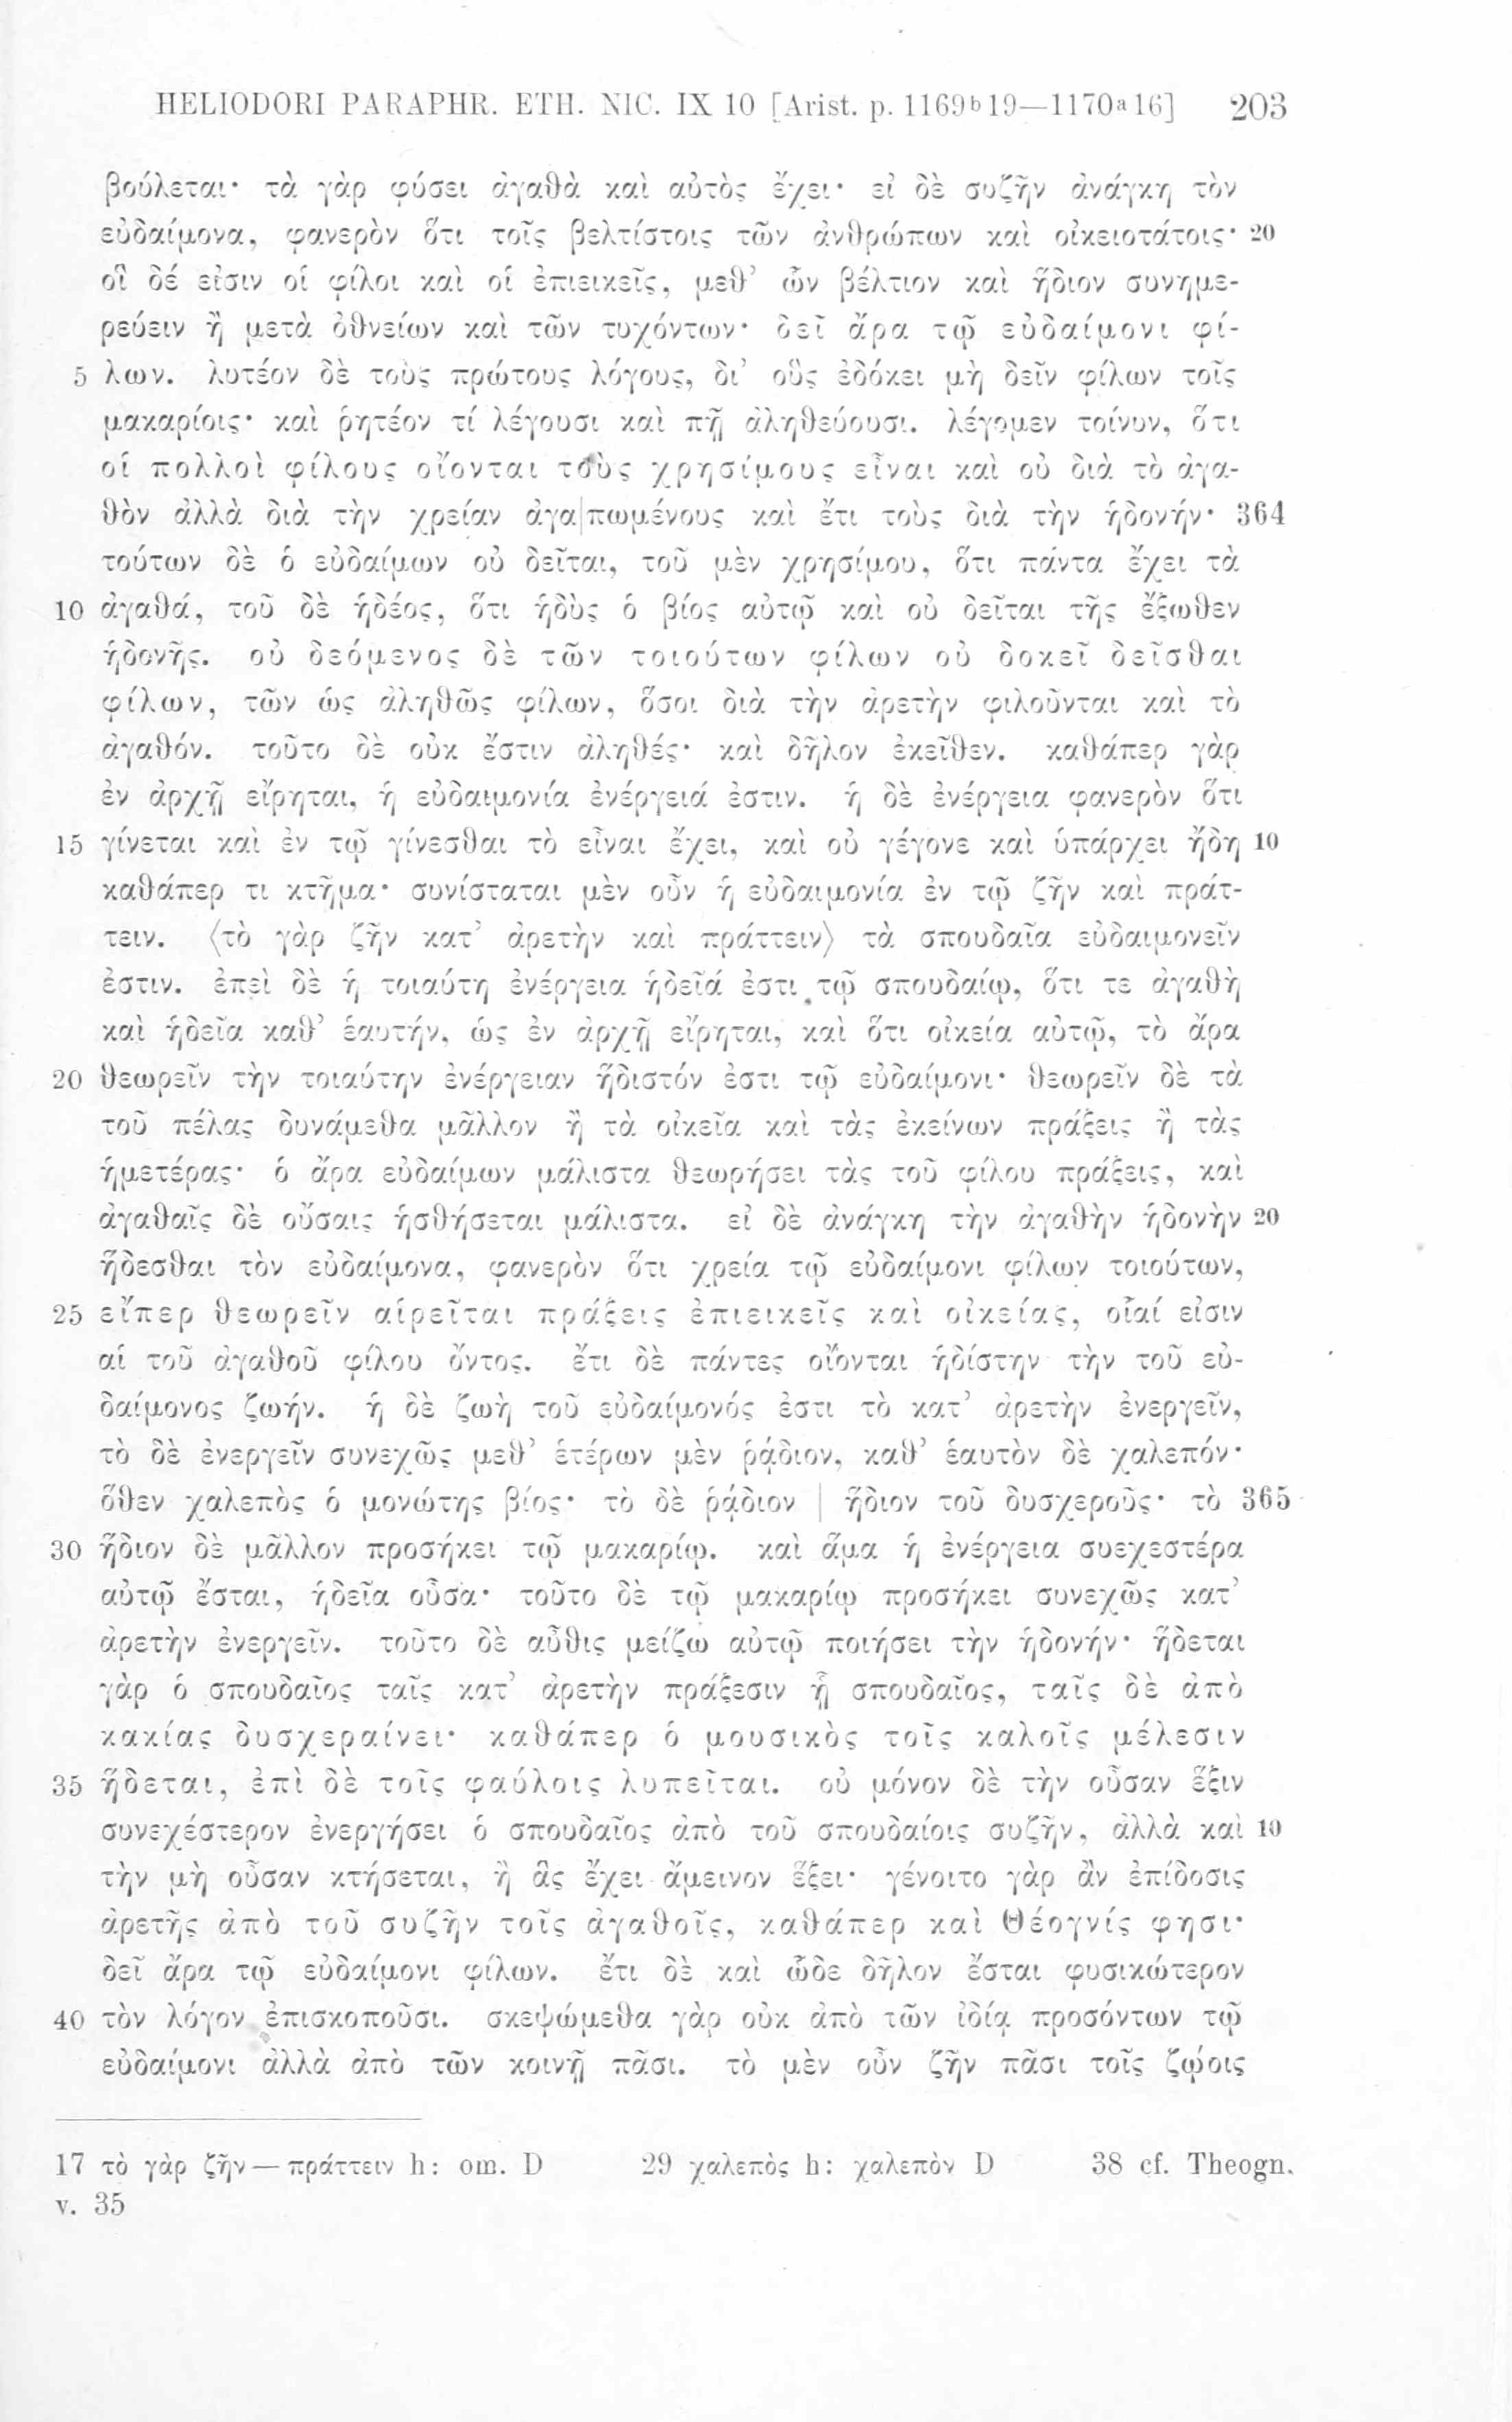 HELIODORI PARAPHR. ETH. NIC. IX 10 [Arist. p. 1169b19—1170a16] 203
βούλεται· τὰ γὰρ φύσει ἀγαθὰ καὶ αὐτὸς ἔχει· εἰ δὲ συζῆν ἀνάγκη τὸν
εὐδαίμονα, φανερὸν ὅτι τοῖς βελτίστοις τῶν ἀνθρώπων καὶ οἰκειοτάτοις· 20
οἳ δέ εἰσιν οἱ φίλοι καὶ οἱ ἐπιεικεῖς, μεθ’ ὧν βέλτιον καὶ ἥδιον συνημε-
ρεύειν ἢ μετὰ ὀθνείων καὶ τῶν τυχόντων· δεῖ ἄρα τῷ εὐδαίμονι φί-
5 λων. λυτέον δὲ τοὺς πρώτους λόγους, δι’ οὓς ἐδόκει μὴ δεῖν φίλων τοῖς
μακαρίοις· καὶ ῥητέον τί λέγουσι καὶ πῇ ἀληθεύουσι. λέγομεν τοίνυν, ὅτι
οἱ πολλοὶ φίλους οἴονται τοὺς χρησίμους εἶναι καὶ οὐ διὰ τὸ ἀγα-
θὸν ἀλλὰ διὰ τὴν χρείαν ἀγα|πωμένους καὶ ἔτι τοὺς διὰ τὴν ἡδονήν· 364
τούτων δὲ ὁ εὐδαίμων οὐ δεῖται, τοῦ μὲν χρησίμου, ὅτι πάντα ἔχει τὰ
10 ἀγαθά, τοῦ δὲ ἡδέος, ὅτι ἡδὺς ὁ βίος αὐτῷ καὶ οὐ δεῖται τῆς ἔξωθεν
ἡδονῆς. οὐ δεόμενος δὲ τῶν τοιούτων φίλων οὐ δοκεῖ δεῖσθαι
φίλων, τῶν ὡς ἀληθῶς φίλων, ὅσοι διὰ τὴν ἀρετὴν φιλοῦνται καὶ τὸ
ἀγαθόν. τοῦτο δὲ οὐκ ἔστιν ἀληθές· καὶ δῆλον ἐκεῖθεν. καθάπερ γὰρ
ἐν ἀρχῇ εἴρηται, ἡ εὐδαιμονία ἐνέργειά ἐστιν. ἡ δὲ ἐνέργεια φανερὸν ὅτι
15 γίνεται καὶ ἐν τῷ γίνεσθαι τὸ εἶναι ἔχει, καὶ οὐ γέγονε καὶ ὑπάρχει ἤδη 10
καθάπερ τι κτῆμα· συνίσταται μὲν οὖν ἡ εὐδαιμονία ἐν τῷ ζῆν καὶ πράτ-
τειν. ⟨τὸ γὰρ ζῆν κατ’ ἀρετὴν καὶ πράττειν⟩ τὰ σπουδαῖα εὐδαιμονεῖν
ἐστιν. ἐπεὶ δὲ ἡ τοιαύτη ἐνέργεια ἡδεῖά ἐστι τῷ σπουδαίῳ, ὅτι τε ἀγαθὴ
καὶ ἡδεῖα καθ’ ἑαυτήν, ὡς ἐν ἀρχῇ εἴρηται, καὶ ὅτι οἰκεία αὐτῷ, τὸ ἄρα
20 θεωρεῖν τὴν τοιαύτην ἐνέργειαν ἥδιστόν ἐστι τῷ εὐδαίμονι· θεωρεῖν δὲ τὰ
τοῦ πέλας δυνάμεθα μᾶλλον ἢ τὰ οἰκεῖα καὶ τὰς ἐκείνων πράξεις ἢ τὰς
ἡμετέρας· ὁ ἄρα εὐδαίμων μάλιστα θεωρήσει τὰς τοῦ φίλου πράξεις, καὶ
ἀγαθαῖς δὲ οὔσαις ἡσθήσεται μάλιστα. εἰ δὲ ἀνάγκη τὴν ἀγαθὴν ἡδονὴν 20
ἥδεσθαι τὸν εὐδαίμονα, φανερὸν ὅτι χρεία τῷ εὐδαίμονι φίλων τοιούτων,
25 εἴπερ θεωρεῖν αἱρεῖται πράξεις ἐπιεικεῖς καὶ οἰκείας, οἷαί εἰσιν
αἱ τοῦ ἀγαθοῦ φίλου ὄντος. ἔτι δὲ πάντες οἴονται ἡδίστην τὴν τοῦ εὐ-
δαίμονος ζωήν. ἡ δὲ ζωὴ τοῦ εὐδαίμονός ἐστι τὸ κατ’ ἀρετὴν ἐνεργεῖν,
τὸ δὲ ἐνεργεῖν συνεχῶς μεθ’ ἑτέρων μὲν ῥᾴδιον, καθ’ ἑαυτὸν δὲ χαλεπόν·
ὅθεν χαλεπὸς ὁ μονώτης βίος· τὸ δὲ ῥᾴδιον | ἥδιον τοῦ δυσχεροῦς· τὸ 365
30 ἥδιον δὲ μᾶλλον προσήκει τῷ μακαρίῳ. καὶ ἅμα ἡ ἐνέργεια συεχεστέρα
αὐτῷ ἔσται, ἡδεῖα οὖσα· τοῦτο δὲ τῷ μακαρίῳ προσήκει συνεχῶς κατ’
ἀρετὴν ἐνεργεῖν. τοῦτο δὲ αὖθις μείζω αὐτῷ ποιήσει τὴν ἡδονήν· ἥδεται
γὰρ ὁ σπουδαῖος ταῖς κατ’ ἀρετὴν πράξεσιν ᾗ σπουδαῖος, ταῖς δὲ ἀπὸ
κακίας δυσχεραίνει· καθάπερ ὁ μουσικὸς τοῖς καλοῖς μέλεσιν
35 ἥδεται, ἐπὶ δὲ τοῖς φαύλοις λυπεῖται. οὐ μόνον δὲ τὴν οὖσαν ἕξιν
συνεχέστερον ἐνεργήσει ὁ σπουδαῖος ἀπὸ τοῦ σπουδαίοις συζῆν, ἀλλὰ καὶ 10
τὴν μὴ οὖσαν κτήσεται, ἢ ἃς ἔχει ἄμεινον ἕξει· γένοιτο γὰρ ἂν ἐπίδοσις
ἀρετῆς ἀπὸ τοῦ συζῆν τοῖς ἀγαθοῖς, καθάπερ καὶ Θέογνίς φησι·
δεῖ ἄρα τῷ εὐδαίμονι φίλων. ἔτι δὲ καὶ ὧδε δῆλον ἔσται φυσικώτερον
40 τὸν λόγον ἐπισκοποῦσι. σκεψώμεθα γὰρ οὐκ ἀπὸ τῶν ἰδίᾳ προσόντων τῷ
εὐδαίμονι ἀλλὰ ἀπὸ τῶν κοινῇ πᾶσι. τὸ μὲν οὖν ζῆν πᾶσι τοῖς ζῴοις
17 τὸ γὰρ ζῆν — πράττειν h: om. D 29 χαλεπὸς h: χαλεπὸν D 38 cf. Theogn.
v. 35